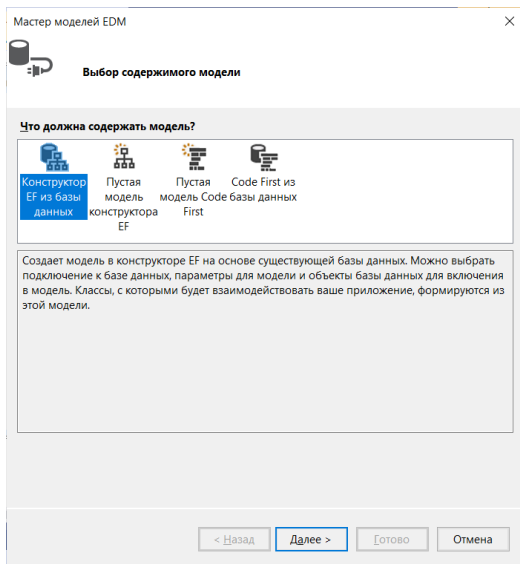 Мастер моделей EDM
Выбор содержимого модели
Что должна содержать модель?
Конструктор EF из базы данных
Пустая модель конструктора EF
Пустая модель Code First
Code First из базы данных
Создает модель в конструкторе EF на основе существующей базы данных. Можно выбрать
подключение к базе данных, параметры для модели и объекты базы данных для включения
в модель. Классы, с которыми будет взаимодействовать ваше приложение, формируются из
этой модели.
< Назад
Далее >
Готово
Отмена